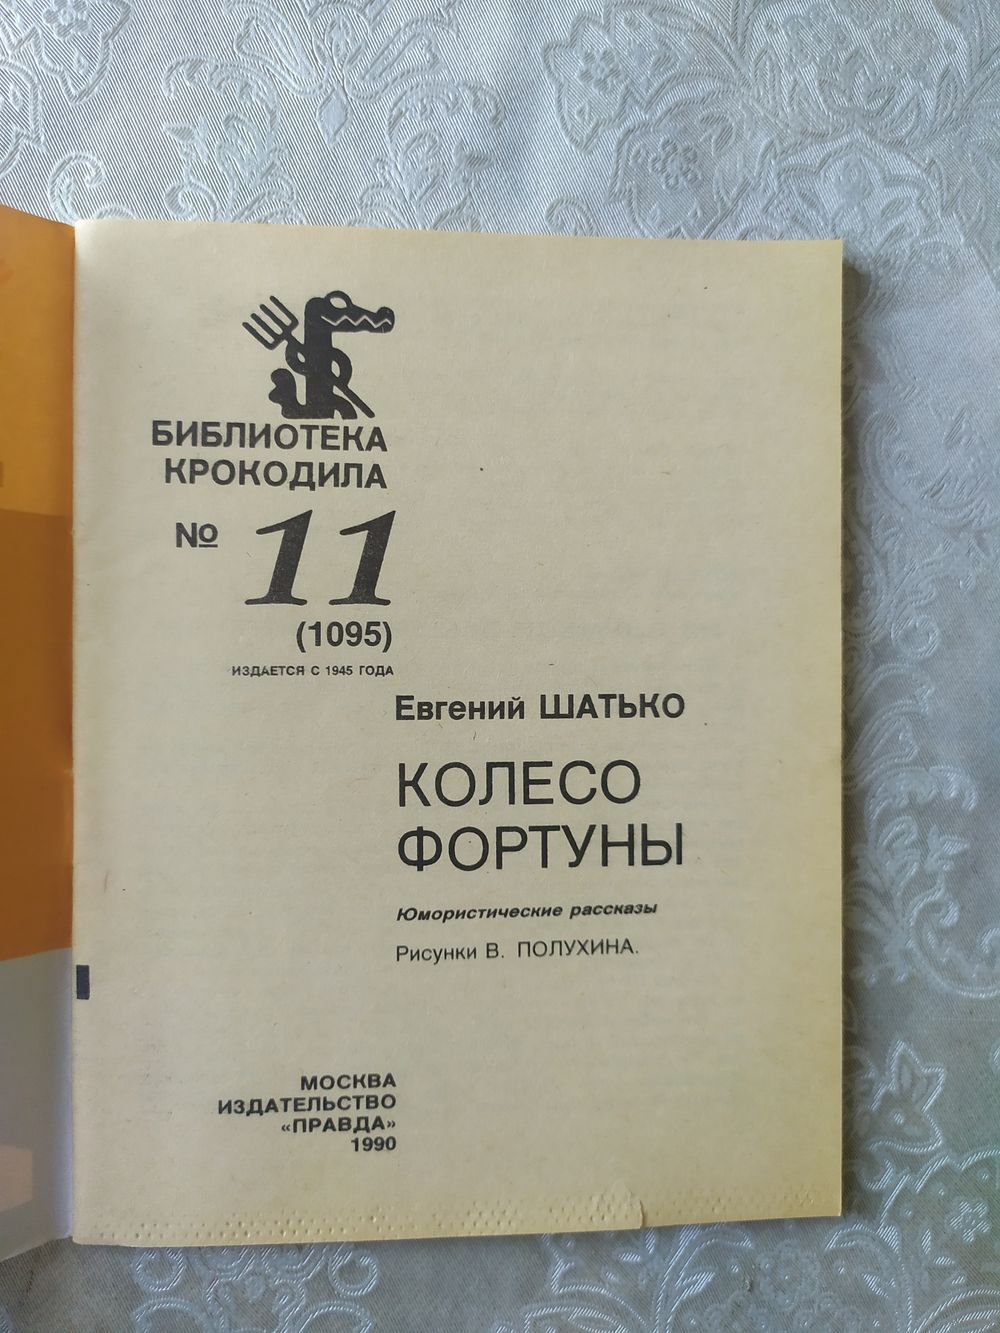 БИБЛИОТЕКА
КРОКОДИЛА
№ 11
(1095)
ИЗДАЕТСЯ С 1945 ГОДА
Евгений ШАТЬКО
КОЛЕСО
ФОРТУНЫ
Юмористические рассказы
Рисунки В. ПОЛУХИНА.
МОСКВА
ИЗДАТЕЛЬСТВО
«ПРАВДА»
1990